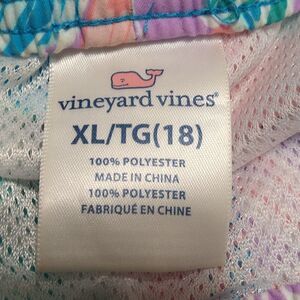 vineyard vines®
XL/TG(18)
100% POLYESTER
MADE IN CHINA
100% POLYESTER
FABRIQUÉ EN CHINE